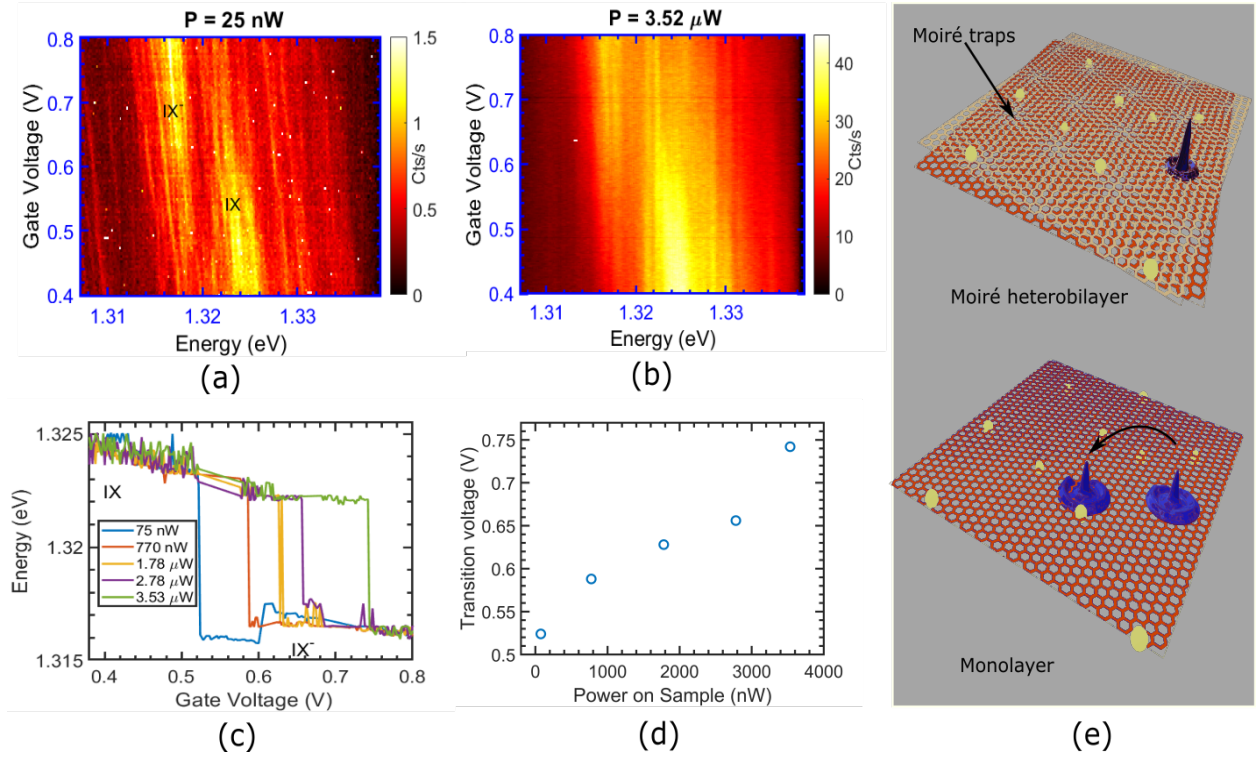 P = 25 nW
0.8
0.7
0.6
0.5
0.4
Gate Voltage (V)
IX⁻
IX
1.31
1.32
1.33
Energy (eV)
1.5
1
0.5
0
Cts/s
(a)
P = 3.52 μW
0.8
0.7
0.6
0.5
0.4
Gate Voltage (V)
1.31
1.32
1.33
Energy (eV)
40
30
20
10
0
Cts/s
(b)
1.325
1.32
1.315
Energy (eV)
IX
75 nW
770 nW
1.78 μW
2.78 μW
3.53 μW
IX⁻
0.4
0.5
0.6
0.7
0.8
Gate Voltage (V)
(c)
0.75
0.7
0.65
0.6
0.55
0.5
Transition voltage (V)
0
1000
2000
3000
4000
Power on Sample (nW)
(d)
Moiré traps
Moiré heterobilayer
Monolayer
(e)